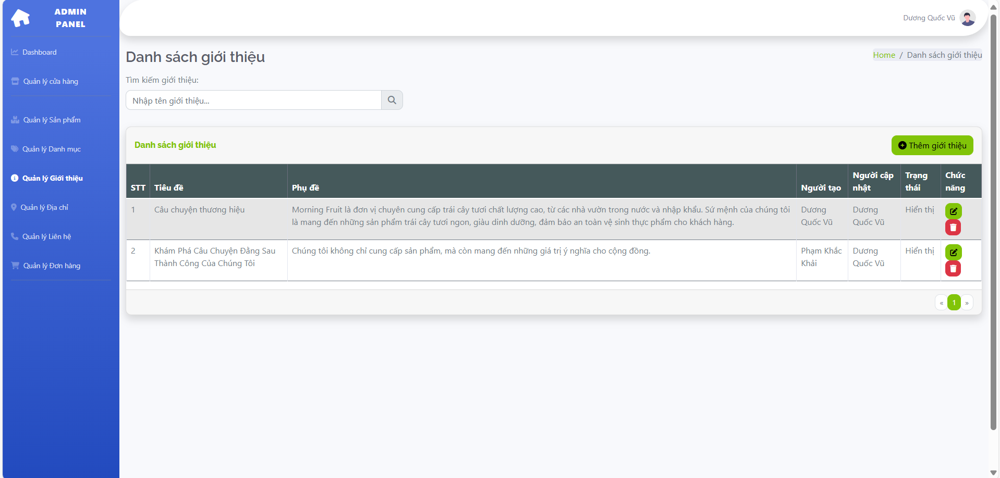 ADMIN
PANEL
Dương Quốc Vũ
Dashboard
Quản lý cửa hàng
Quản lý Sản phẩm
Quản lý Danh mục
Quản lý Giới thiệu
Quản lý Địa chỉ
Quản lý Liên hệ
Quản lý Đơn hàng
Danh sách giới thiệu
Home / Danh sách giới thiệu
Tìm kiếm giới thiệu:
Nhập tên giới thiệu...
Danh sách giới thiệu
Thêm giới thiệu
STT Tiêu đề Phụ đề Người tạo Người cập nhật Trạng thái Chức năng
1 Câu chuyện thương hiệu
Morning Fruit là đơn vị chuyên cung cấp trái cây tươi chất lượng cao, từ các nhà vườn trong nước và nhập khẩu. Sứ mệnh của chúng tôi
là mang đến những sản phẩm trái cây tươi ngon, giàu dinh dưỡng, đảm bảo an toàn vệ sinh thực phẩm cho khách hàng.
Dương
Quốc Vũ
Dương
Quốc Vũ
Hiển thị
2 Khám Phá Câu Chuyện Đằng Sau
Thành Công Của Chúng Tôi
Chúng tôi không chỉ cung cấp sản phẩm, mà còn mang đến những giá trị ý nghĩa cho cộng đồng.
Phạm Khắc
Khải
Dương
Quốc Vũ
Hiển thị
« 1 »